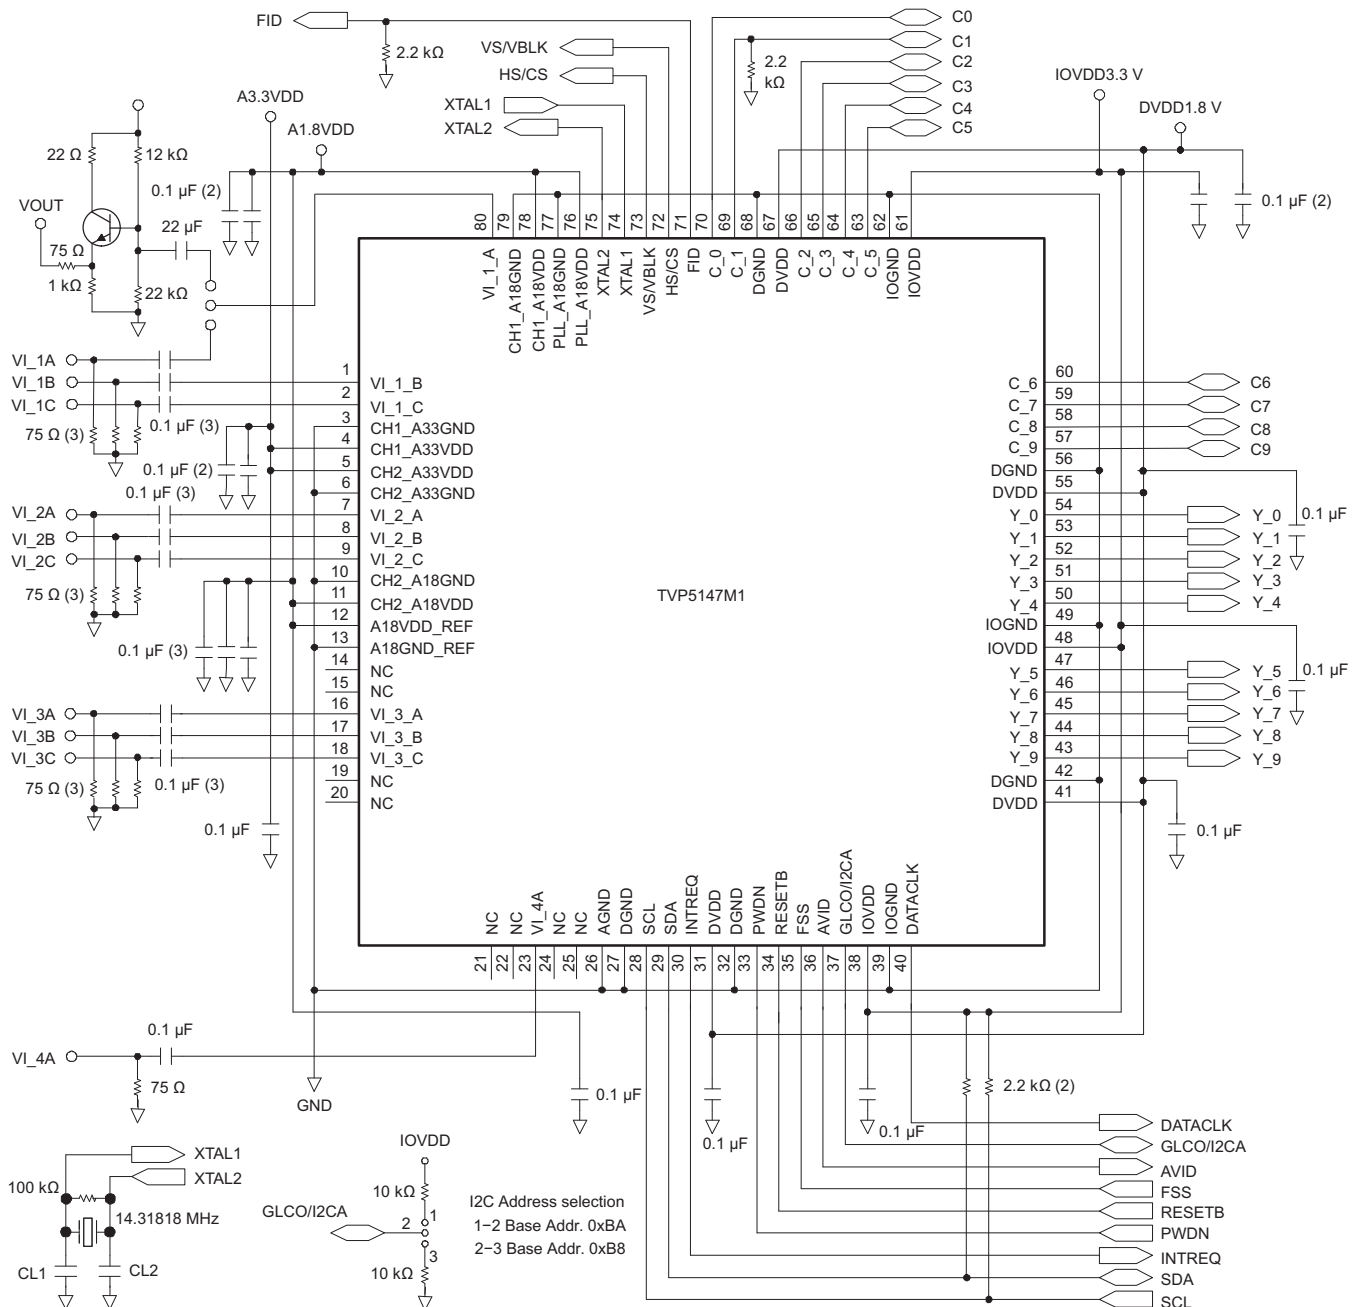 FID
2.2 kΩ
VS/VBLK
HS/CS
XTAL1
XTAL2
C0
C1
C2
C3
C4
C5
2.2
kΩ
IOVDD3.3 V
DVDD1.8 V
0.1 µF (2)
A3.3VDD
A1.8VDD
22 Ω
12 kΩ
0.1 µF (2)
VOUT
22 µF
75 Ω
1 kΩ
22 kΩ
80
79
78
77
76
75
74
73
72
71
70
69
68
67
66
65
64
63
62
61
VI_1_A
CH1_A18GND
CH1_A18VDD
PLL_A18GND
PLL_A18VDD
XTAL2
XTAL1
VS/VBLK
HS/CS
FID
C_0
C_1
DGND
DVDD
C_2
C_3
C_4
C_5
IOGND
IOVDD
VI_1A
VI_1B
VI_1C
75 Ω (3)
0.1 µF (3)
0.1 µF (2)
0.1 µF (3)
VI_2A
VI_2B
VI_2C
75 Ω (3)
0.1 µF (3)
VI_3A
VI_3B
VI_3C
75 Ω (3)
0.1 µF (3)
0.1 µF
1 VI_1_B
2 VI_1_C
3 CH1_A33GND
4 CH1_A33VDD
5 CH2_A33VDD
6 CH2_A33GND
7 VI_2_A
8 VI_2_B
9 VI_2_C
10 CH2_A18GND
11 CH2_A18VDD
12 A18VDD_REF
13 A18GND_REF
14 NC
15 NC
16 VI_3_A
17 VI_3_B
18 VI_3_C
19 NC
20 NC
TVP5147M1
C_6 60 C6
C_7 59 C7
C_8 58 C8
C_9 57 C9
DGND 56
DVDD 55
Y_0 54 Y_0
Y_1 53 Y_1
Y_2 52 Y_2
Y_3 51 Y_3
Y_4 50 Y_4
IOGND 49
IOVDD 48
Y_5 47 Y_5
Y_6 46 Y_6
Y_7 45 Y_7
Y_8 44 Y_8
Y_9 43 Y_9
DGND 42
DVDD 41
0.1 µF
0.1 µF
0.1 µF
NC
NC
VI_4A
NC
NC
AGND
DGND
SCL
SDA
INTREQ
DVDD
DGND
PWDN
RESETB
FSS
AVID
GLCO/I2CA
IOVDD
IOGND
DATACLK
21
22
23
24
25
26
27
28
29
30
31
32
33
34
35
36
37
38
39
40
VI_4A
0.1 µF
75 Ω
GND
0.1 µF
0.1 µF
0.1 µF
2.2 kΩ (2)
DATACLK
GLCO/I2CA
AVID
FSS
RESETB
PWDN
INTREQ
SDA
SCL
XTAL1
XTAL2
100 kΩ
14.31818 MHz
CL1
CL2
IOVDD
10 kΩ
GLCO/I2CA
1
2
3
10 kΩ
I2C Address selection
1−2 Base Addr. 0xBA
2−3 Base Addr. 0xB8